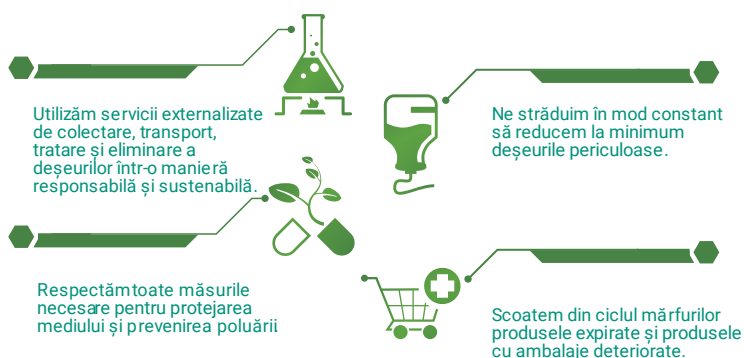 Utilizăm servicii externalizate
de colectare, transport,
tratare și eliminare a
deșeurilor într-o manieră
responsabilă și sustenabilă.
Ne străduim în mod constant
să reducem la minimum
deșeurile periculoase.
Respectăm toate măsurile
necesare pentru protejarea
mediului și prevenirea poluării
Scoatem din ciclul mărfurilor
produsele expirate și produsele
cu ambalaje deteriorate.